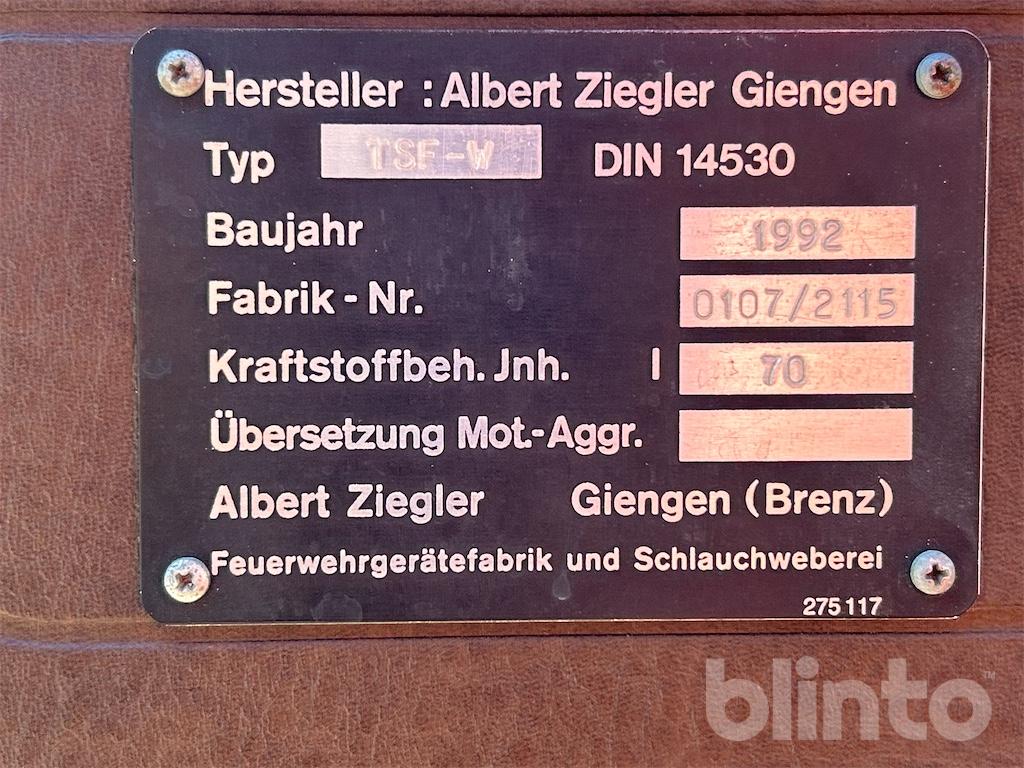 Hersteller : Albert Ziegler Giengen
Typ TSF-W DIN 14530
Baujahr 1992
Fabrik - Nr. 0107/2115
Kraftstoffbeh. Jnh. l 70
Übersetzung Mot.-Aggr.
Albert Ziegler Giengen (Brenz)
Feuerwehrgerätefabrik und Schlauchweberei
275 117
blinto™